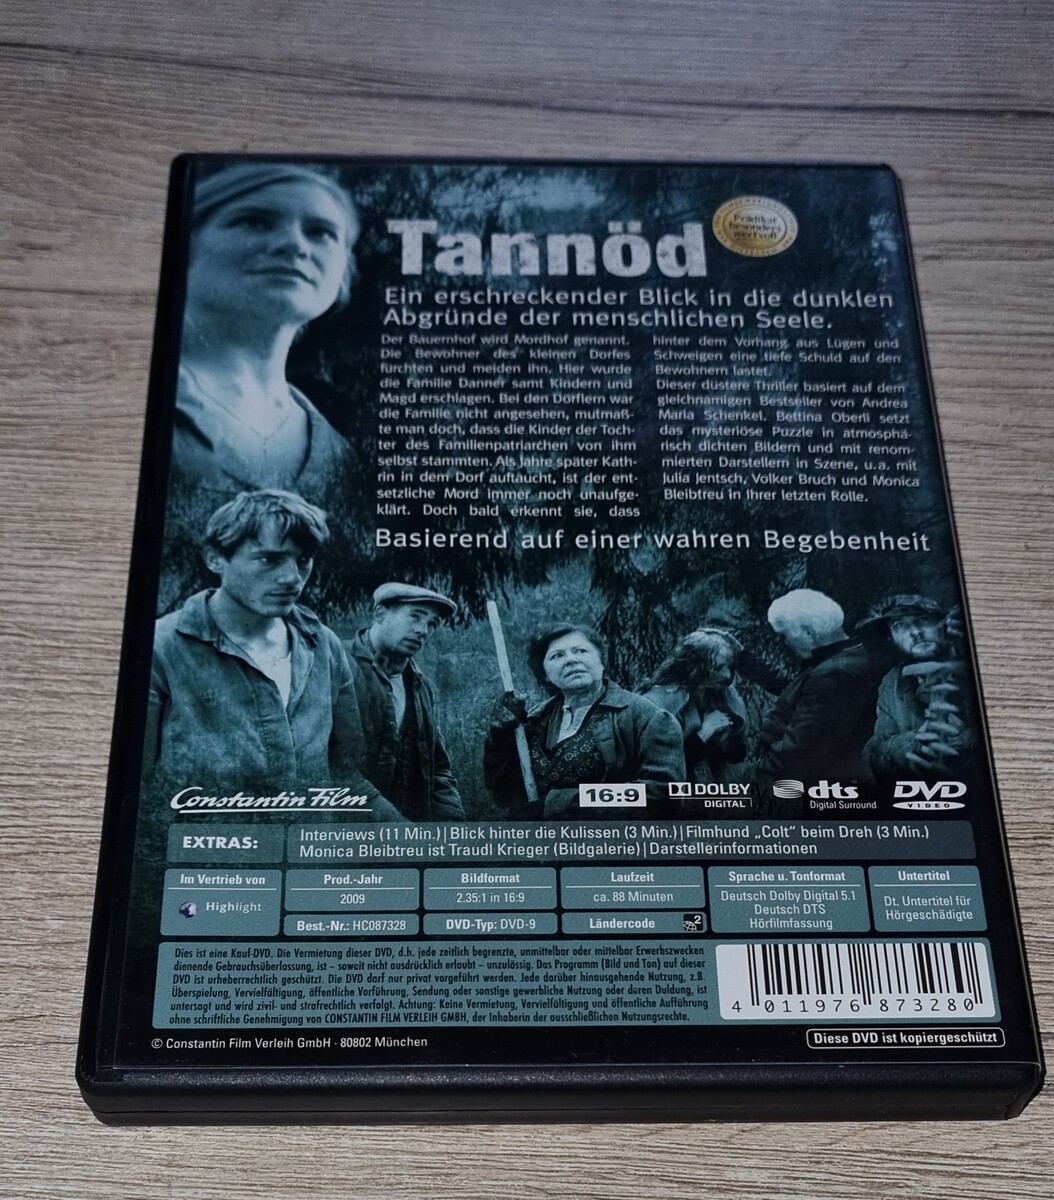 Tannöd
Prädikat
besonders
wertvoll
Ein erschreckender Blick in die dunklen
Abgründe der menschlichen Seele.
Der Bauernhof wird Mordhof genannt.
Die Bewohner des kleinen Dorfes
fürchten und meiden ihn. Hier wurde
die Familie Danner samt Kindern und
Magd erschlagen. Bei den Dörflern war
die Familie nicht angesehen, mutmaß-
te man doch, dass die Kinder der Toch-
ter des Familienpatriarchen von ihm
selbst stammten. Als Jahre später Kath-
rin in dem Dorf auftaucht, ist der ent-
setzliche Mord immer noch unaufge-
klärt. Doch bald erkennt sie, dass
hinter dem Vorhang aus Lügen und
Schweigen eine tiefe Schuld auf den
Bewohnern lastet.
Dieser düstere Thriller basiert auf dem
gleichnamigen Bestseller von Andrea
Maria Schenkel. Bettina Oberli setzt
das mysteriöse Puzzle in atmosphä-
risch dichten Bildern und mit renom-
mierten Darstellern in Szene, u.a. mit
Julia Jentsch, Volker Bruch und Monica
Bleibtreu in ihrer letzten Rolle.
Basierend auf einer wahren Begebenheit
Constantin Film
16:9
DOLBY
DIGITAL
dts
Digital Surround
DVD
VIDEO
EXTRAS:
Interviews (11 Min.) | Blick hinter die Kulissen (3 Min.) | Filmhund „Colt“ beim Dreh (3 Min.)
Monica Bleibtreu ist Traudl Krieger (Bildgalerie) | Darstellerinformationen
Im Vertrieb von
Highlight
Prod.-Jahr
2009
Best.-Nr.: HC087328
Bildformat
2.35:1 in 16:9
DVD-Typ: DVD-9
Laufzeit
ca. 88 Minuten
Ländercode
2
Sprache u. Tonformat
Deutsch Dolby Digital 5.1
Deutsch DTS
Hörfilmfassung
Untertitel
Dt. Untertitel für
Hörgeschädigte
Dies ist eine Kauf-DVD. Die Vermietung dieser DVD, d.h. jede zeitlich begrenzte, unmittelbar oder mittelbar Erwerbszwecken
dienende Gebrauchsüberlassung, ist – soweit nicht ausdrücklich erlaubt – unzulässig. Das Programm (Bild und Ton) auf dieser
DVD ist urheberrechtlich geschützt. Die DVD darf nur privat vorgeführt werden. Jede darüber hinausgehende Nutzung, z.B.
Überspielung, Vervielfältigung, öffentliche Vorführung, Sendung oder sonstige gewerbliche Nutzung oder deren Duldung, ist
untersagt und wird zivil- und strafrechtlich verfolgt. Achtung: Keine Vermietung, Vervielfältigung und öffentliche Aufführung
ohne schriftliche Genehmigung von CONSTANTIN FILM VERLEIH GMBH, der Inhaberin der ausschließlichen Nutzungsrechte.
4 011976 873280
© Constantin Film Verleih GmbH · 80802 München
Diese DVD ist kopiergeschützt